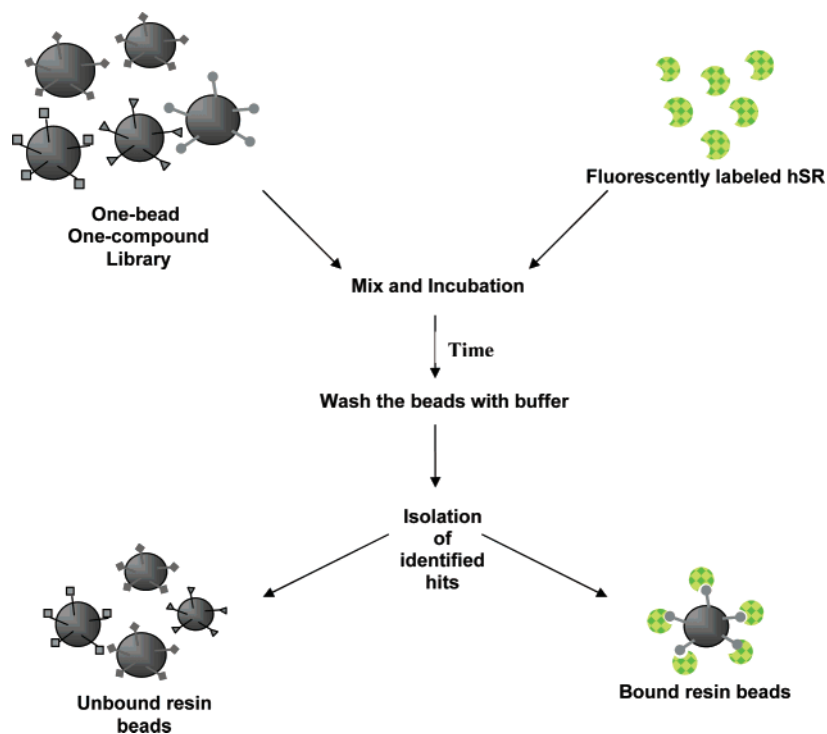 One-bead
One-compound
Library
Fluorescently labeled hSR
Mix and Incubation
Time
Wash the beads with buffer
Isolation
of
identified
hits
Unbound resin
beads
Bound resin beads